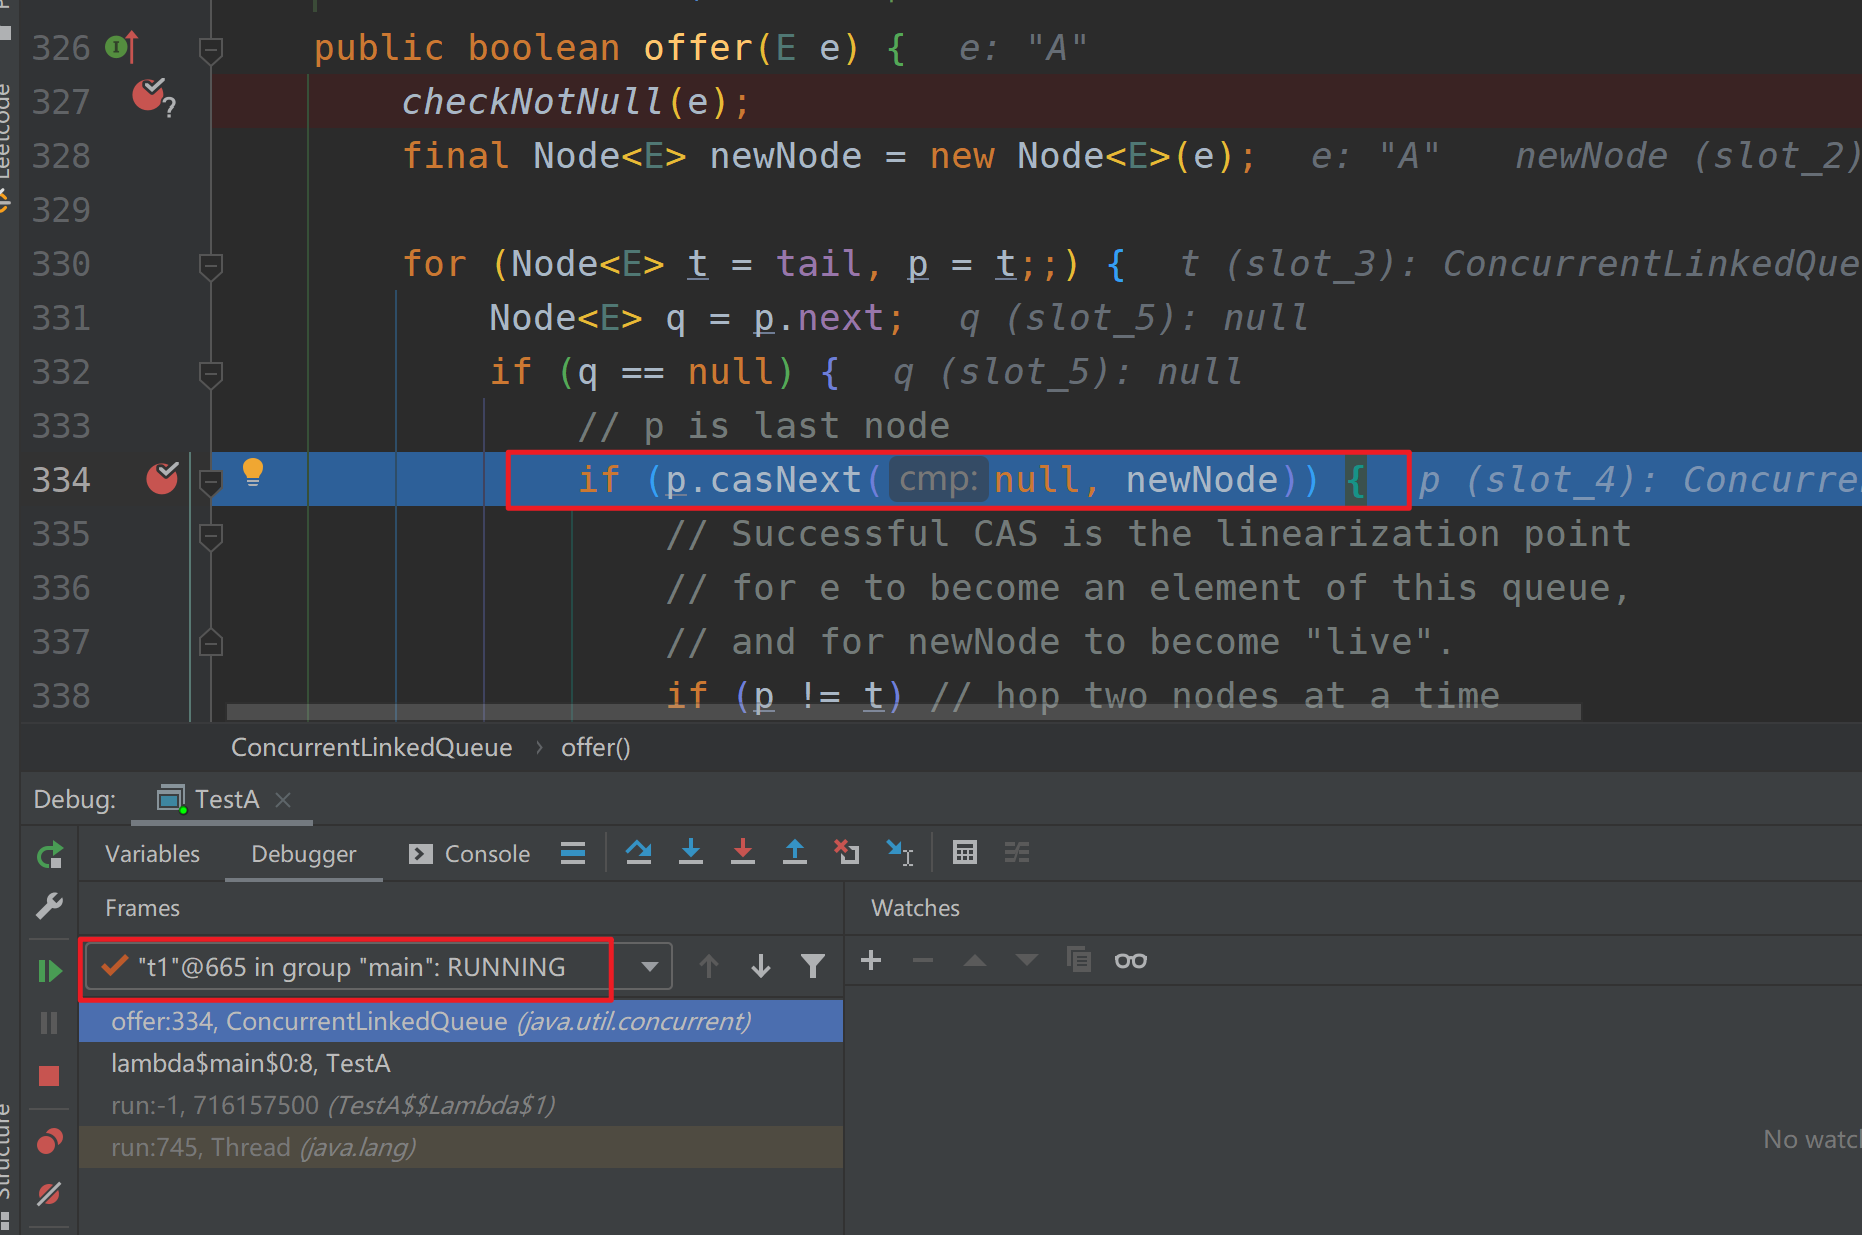 326 public boolean offer(E e) { e: "A"
327 checkNotNull(e);
328 final Node<E> newNode = new Node<E>(e); e: "A" newNode (slot_2)
329
330 for (Node<E> t = tail, p = t;;) { t (slot_3): ConcurrentLinkedQue
331 Node<E> q = p.next; q (slot_5): null
332 if (q == null) { q (slot_5): null
333 // p is last node
334 if (p.casNext( cmp: null, newNode)) { p (slot_4): Concurre
335 // Successful CAS is the linearization point
336 // for e to become an element of this queue,
337 // and for newNode to become "live".
338 if (p != t) // hop two nodes at a time
Leetcode
Structure
ConcurrentLinkedQueue › offer()
Debug: TestA
Variables Debugger Console
Frames Watches
"t1"@665 in group "main": RUNNING
offer:334, ConcurrentLinkedQueue (java.util.concurrent)
lambda$main$0:8, TestA
run:-1, 716157500 (TestA$$Lambda$1)
run:745, Thread (java.lang)
No watc